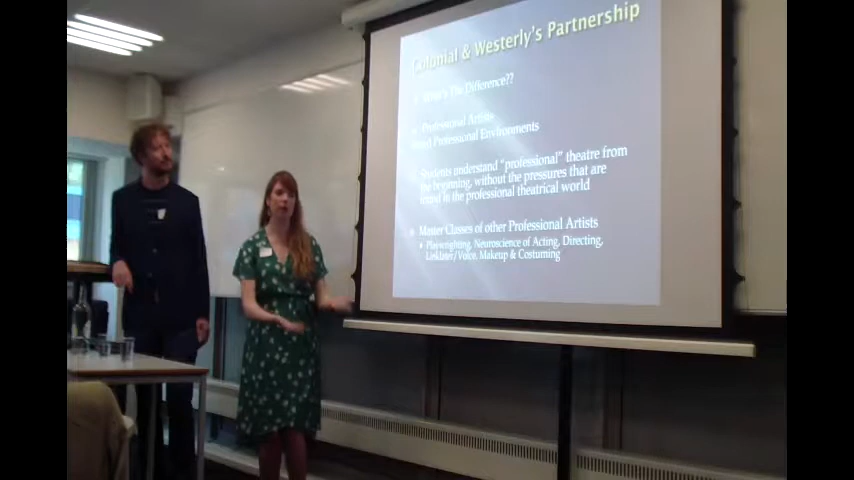 Colonial & Westerly's Partnership
What's The Difference??
Professional Artists
and Professional Environments
Students understand "professional" theatre from
the beginning, without the pressures that are
found in the professional theatrical world
Master Classes of other Professional Artists
Playwrighting, Neuroscience of Acting, Directing,
Linklater/Voice, Makeup & Costuming